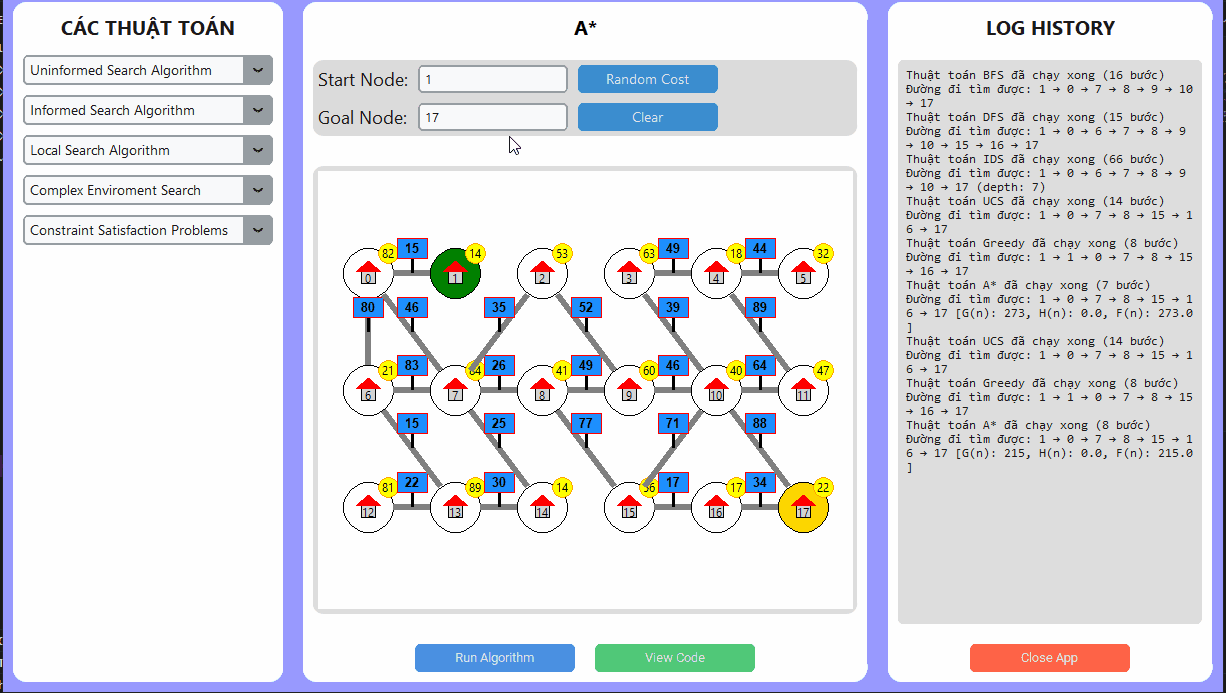 CÁC THUẬT TOÁN
Uninformed Search Algorithm
Informed Search Algorithm
Local Search Algorithm
Complex Enviroment Search
Constraint Satisfaction Problems
A*
Start Node: 1 Random Cost
Goal Node: 17 Clear
82 15 14 53 63 49 18 44 32
0 1 2 3 4 5
80 46 35 52 39 89
21 83 84 26 41 49 60 46 40 64 47
6 7 8 9 10 11
15 25 77 71 88
81 22 89 30 14 36 17 17 34 22
12 13 14 15 16 17
Run Algorithm View Code
LOG HISTORY
Thuật toán BFS đã chạy xong (16 bước)
Đường đi tìm được: 1 → 0 → 7 → 8 → 9 → 10
→ 17
Thuật toán DFS đã chạy xong (15 bước)
Đường đi tìm được: 1 → 0 → 6 → 7 → 8 → 9
→ 10 → 15 → 16 → 17
Thuật toán IDS đã chạy xong (66 bước)
Đường đi tìm được: 1 → 0 → 6 → 7 → 8 → 9
→ 10 → 17 (depth: 7)
Thuật toán UCS đã chạy xong (14 bước)
Đường đi tìm được: 1 → 0 → 7 → 8 → 15 → 1
6 → 17
Thuật toán Greedy đã chạy xong (8 bước)
Đường đi tìm được: 1 → 1 → 0 → 7 → 8 → 15
→ 16 → 17
Thuật toán A* đã chạy xong (7 bước)
Đường đi tìm được: 1 → 0 → 7 → 8 → 15 → 1
6 → 17 [G(n): 273, H(n): 0.0, F(n): 273.0
]
Thuật toán UCS đã chạy xong (14 bước)
Đường đi tìm được: 1 → 0 → 7 → 8 → 15 → 1
6 → 17
Thuật toán Greedy đã chạy xong (8 bước)
Đường đi tìm được: 1 → 1 → 0 → 7 → 8 → 15
→ 16 → 17
Thuật toán A* đã chạy xong (8 bước)
Đường đi tìm được: 1 → 0 → 7 → 8 → 15 → 1
6 → 17 [G(n): 215, H(n): 0.0, F(n): 215.0
]
Close App